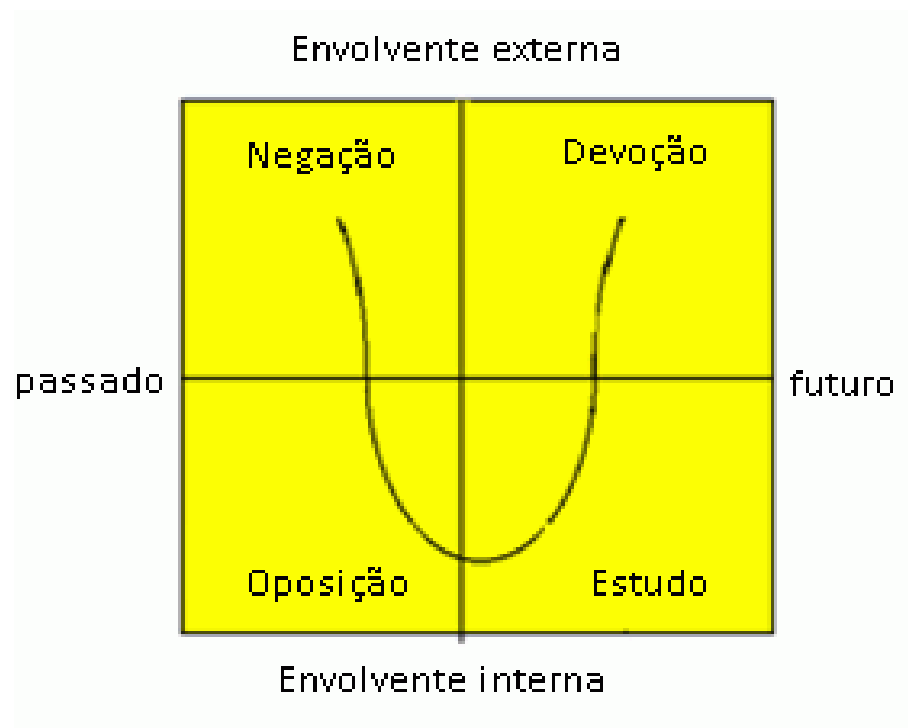 Envolvente externa
Negação
Devoção
passado
futuro
Oposição
Estudo
Envolvente interna